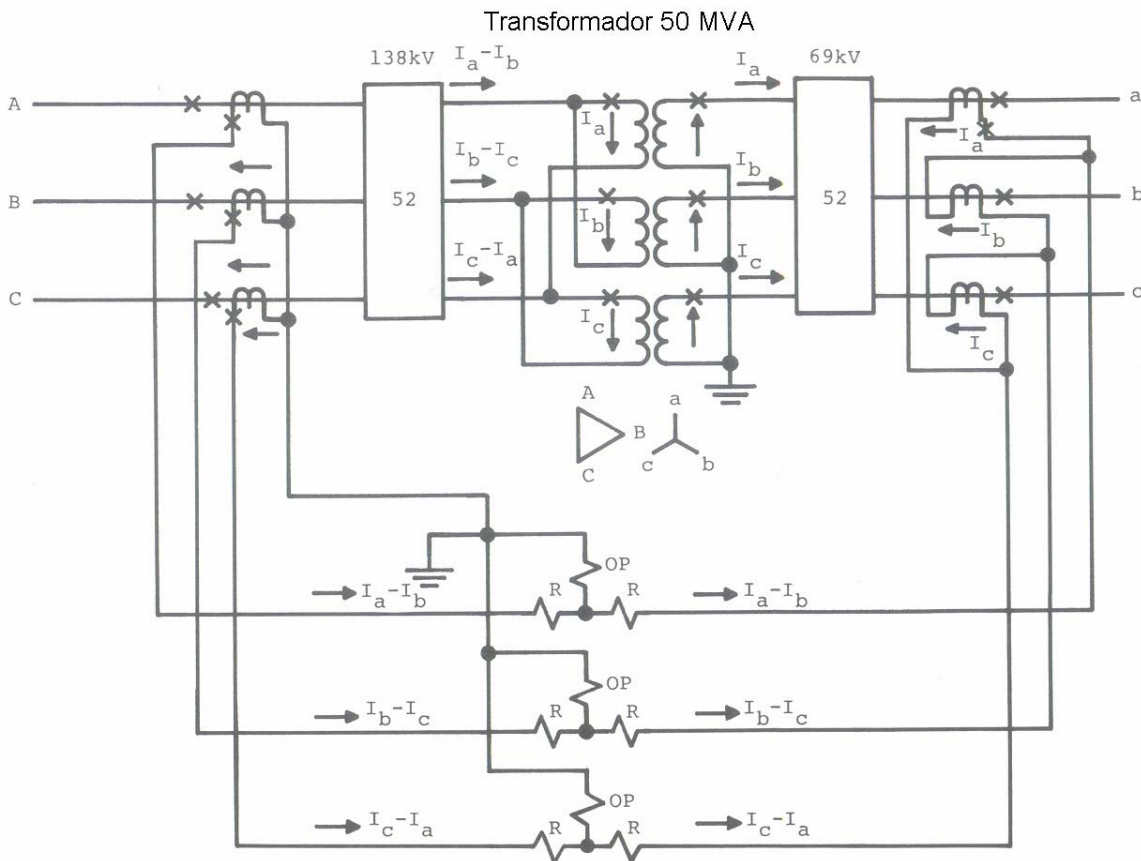 Transformador 50 MVA
138kV
Ia-Ib
Ia
69kV
A
a
Ia
Ia
Ib-Ic
Ib
B
52
52
b
Ib
Ib
Ic-Ia
Ic
C
c
Ic
Ic
A
a
B
C
c
b
OP
Ia-Ib
R
R
Ia-Ib
OP
Ib-Ic
R
R
Ib-Ic
OP
Ic-Ia
R
R
Ic-Ia